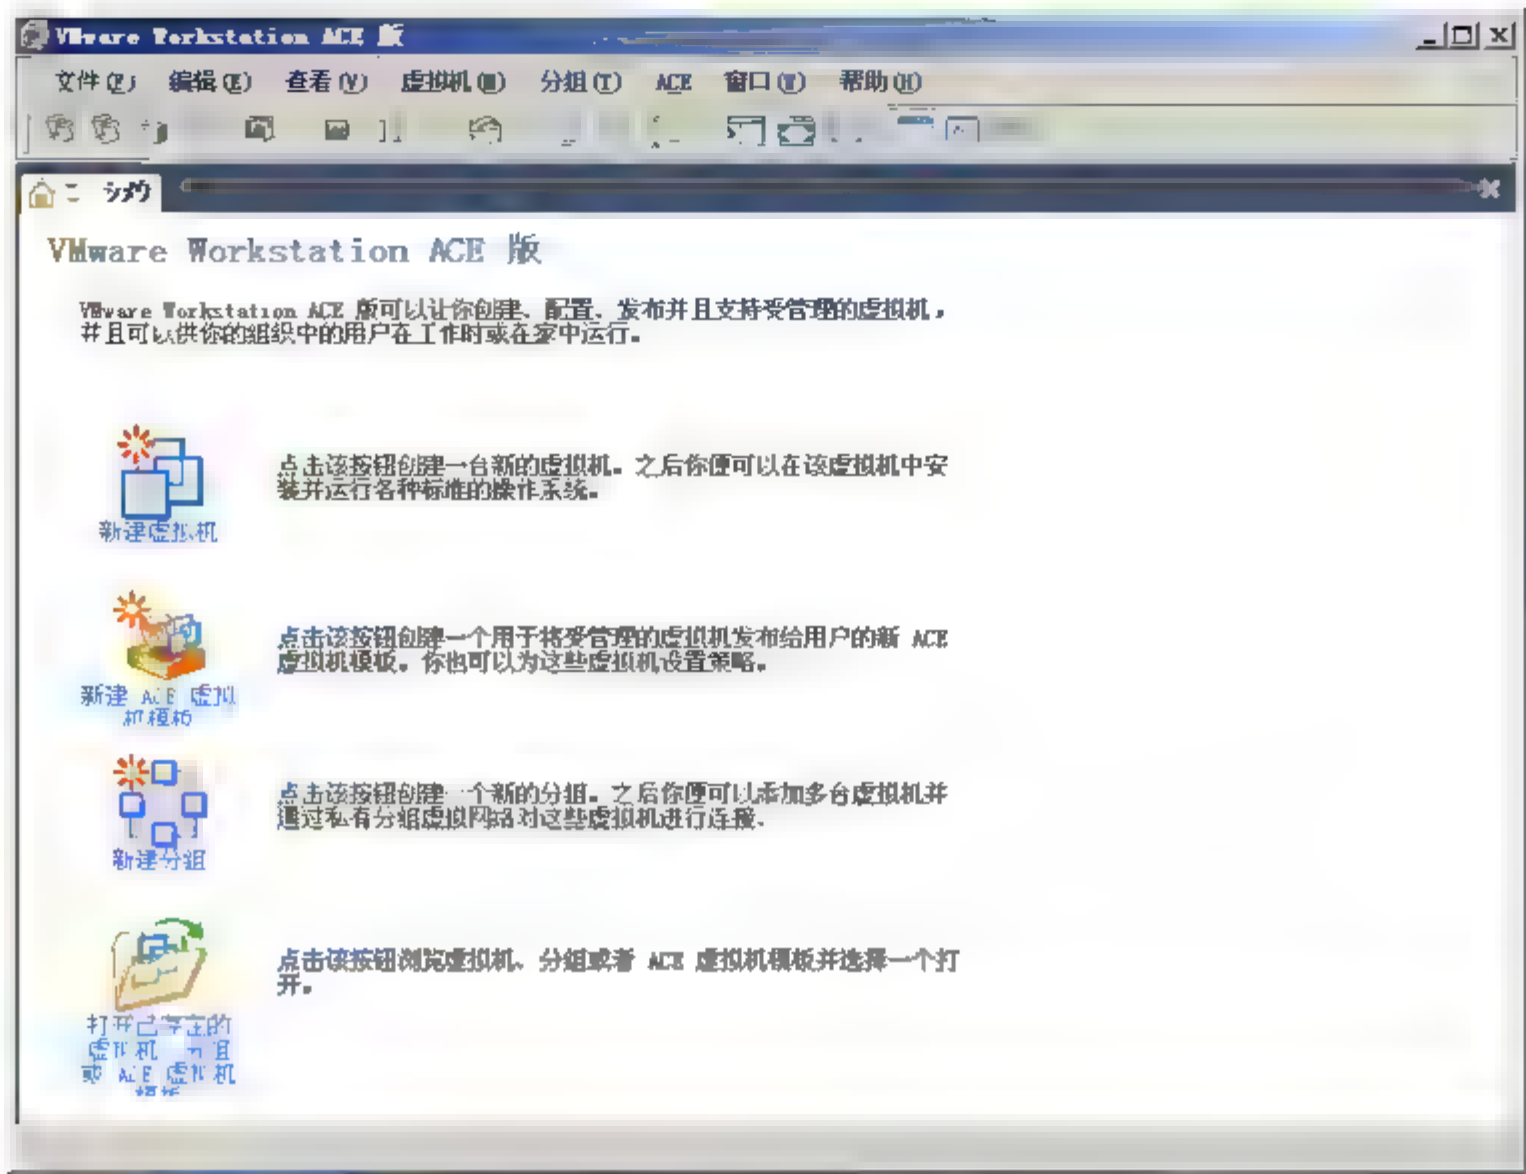 VMware Workstation ACE 版
文件(F) 编辑(E) 查看(V) 虚拟机(M) 分组(T) ACE 窗口(W) 帮助(H)
VMware Workstation ACE 版
VMware Workstation ACE 版可以让你创建、配置、发布并且支持受管理的虚拟机，
并且可以供你的组织中的用户在工作时或在家中运行。
点击该按钮创建一台新的虚拟机。之后你便可以在该虚拟机中安
装并运行各种标准的操作系统。
新建虚拟机
点击该按钮创建一个用于将受管理的虚拟机发布给用户的新 ACE
虚拟机模板。你也可以为这些虚拟机设置策略。
新建 ACE 虚拟
机模板
点击该按钮创建一个新的分组。之后你便可以添加多台虚拟机并
通过私有分组虚拟网络对这些虚拟机进行连接.
新建分组
点击该按钮浏览虚拟机、分组或者 ACE 虚拟机模板并选择一个打
开。
打开已存在的
虚拟机 分组
或 ACE 虚拟机
模板